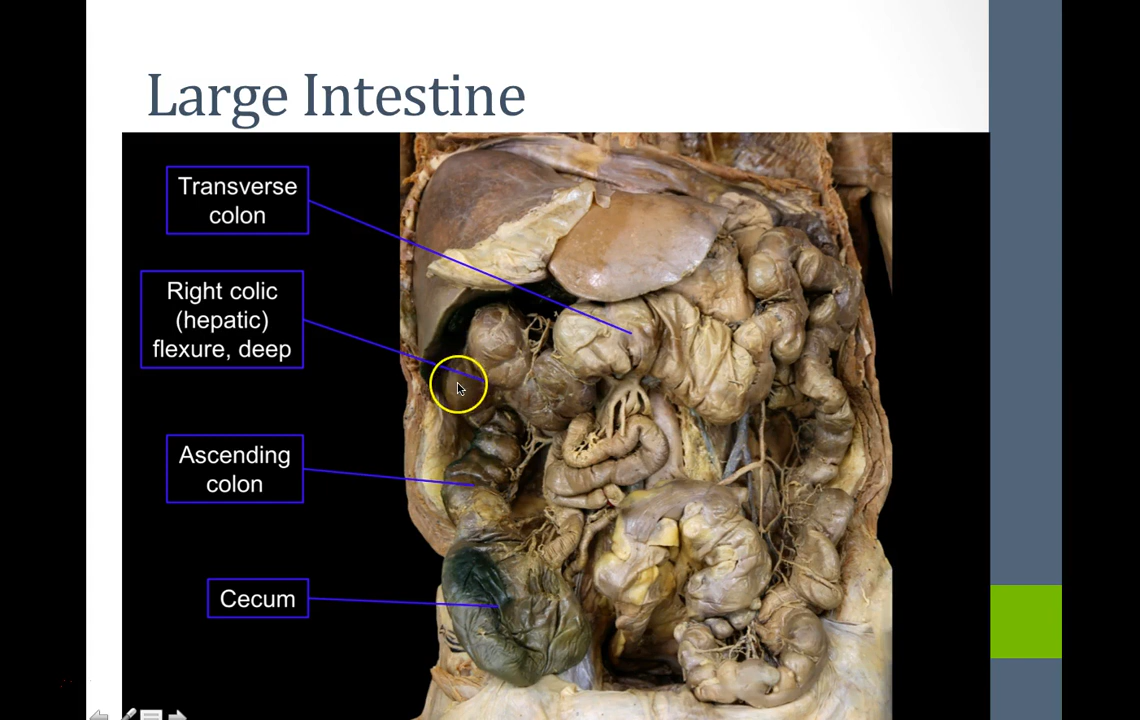 Large Intestine
Transverse
colon
Right colic
(hepatic)
flexure, deep
Ascending
colon
Cecum